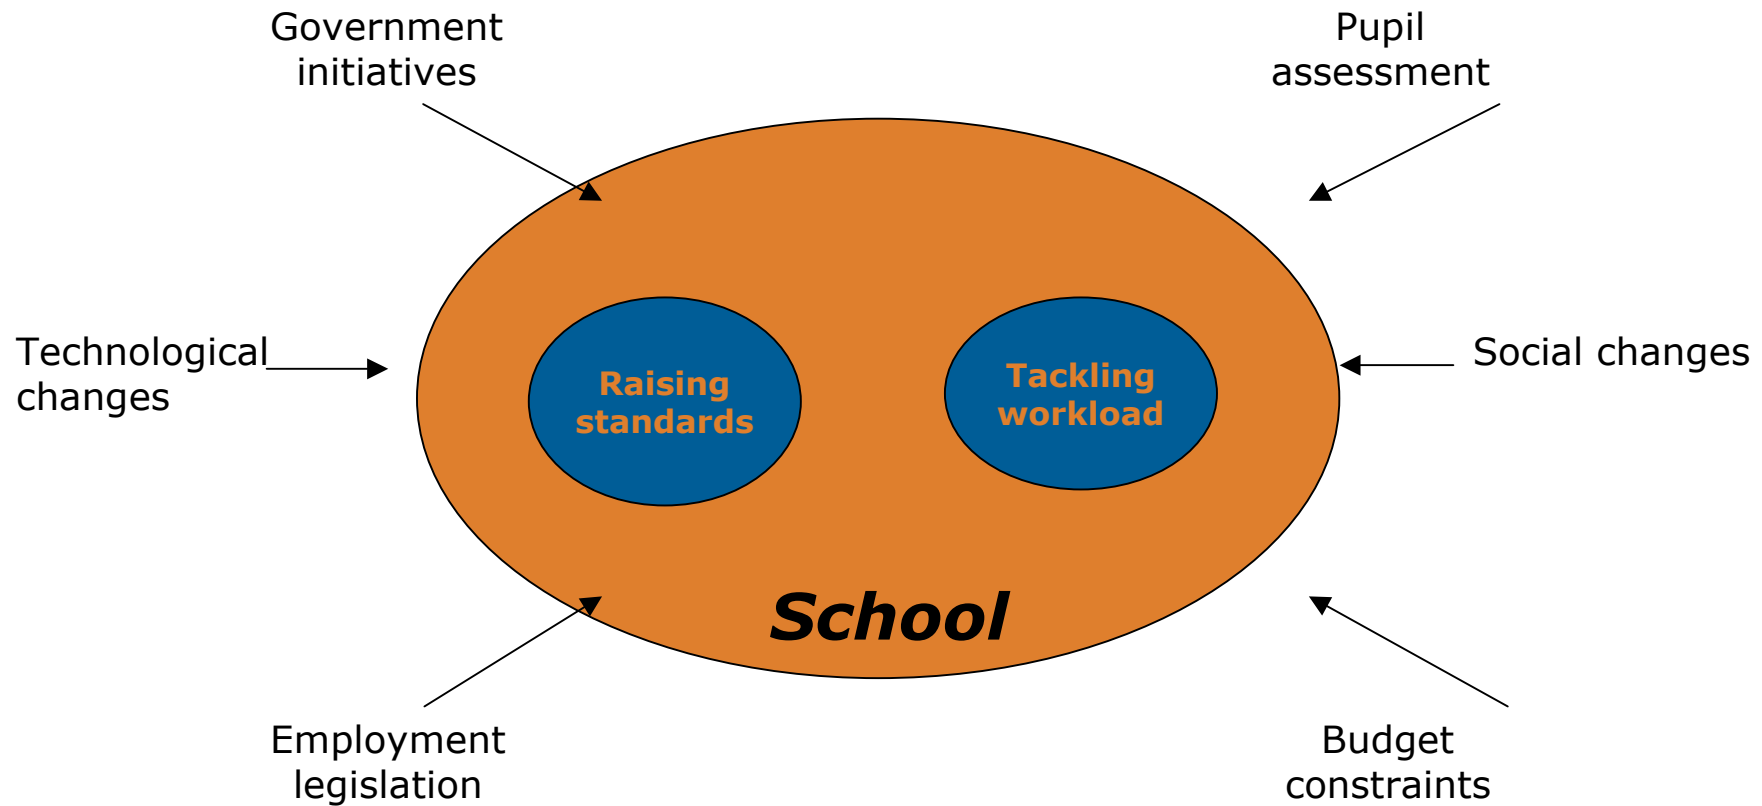 Government
initiatives
Pupil
assessment
Technological
changes
Raising
standards
Tackling
workload
Social changes
School
Employment
legislation
Budget
constraints